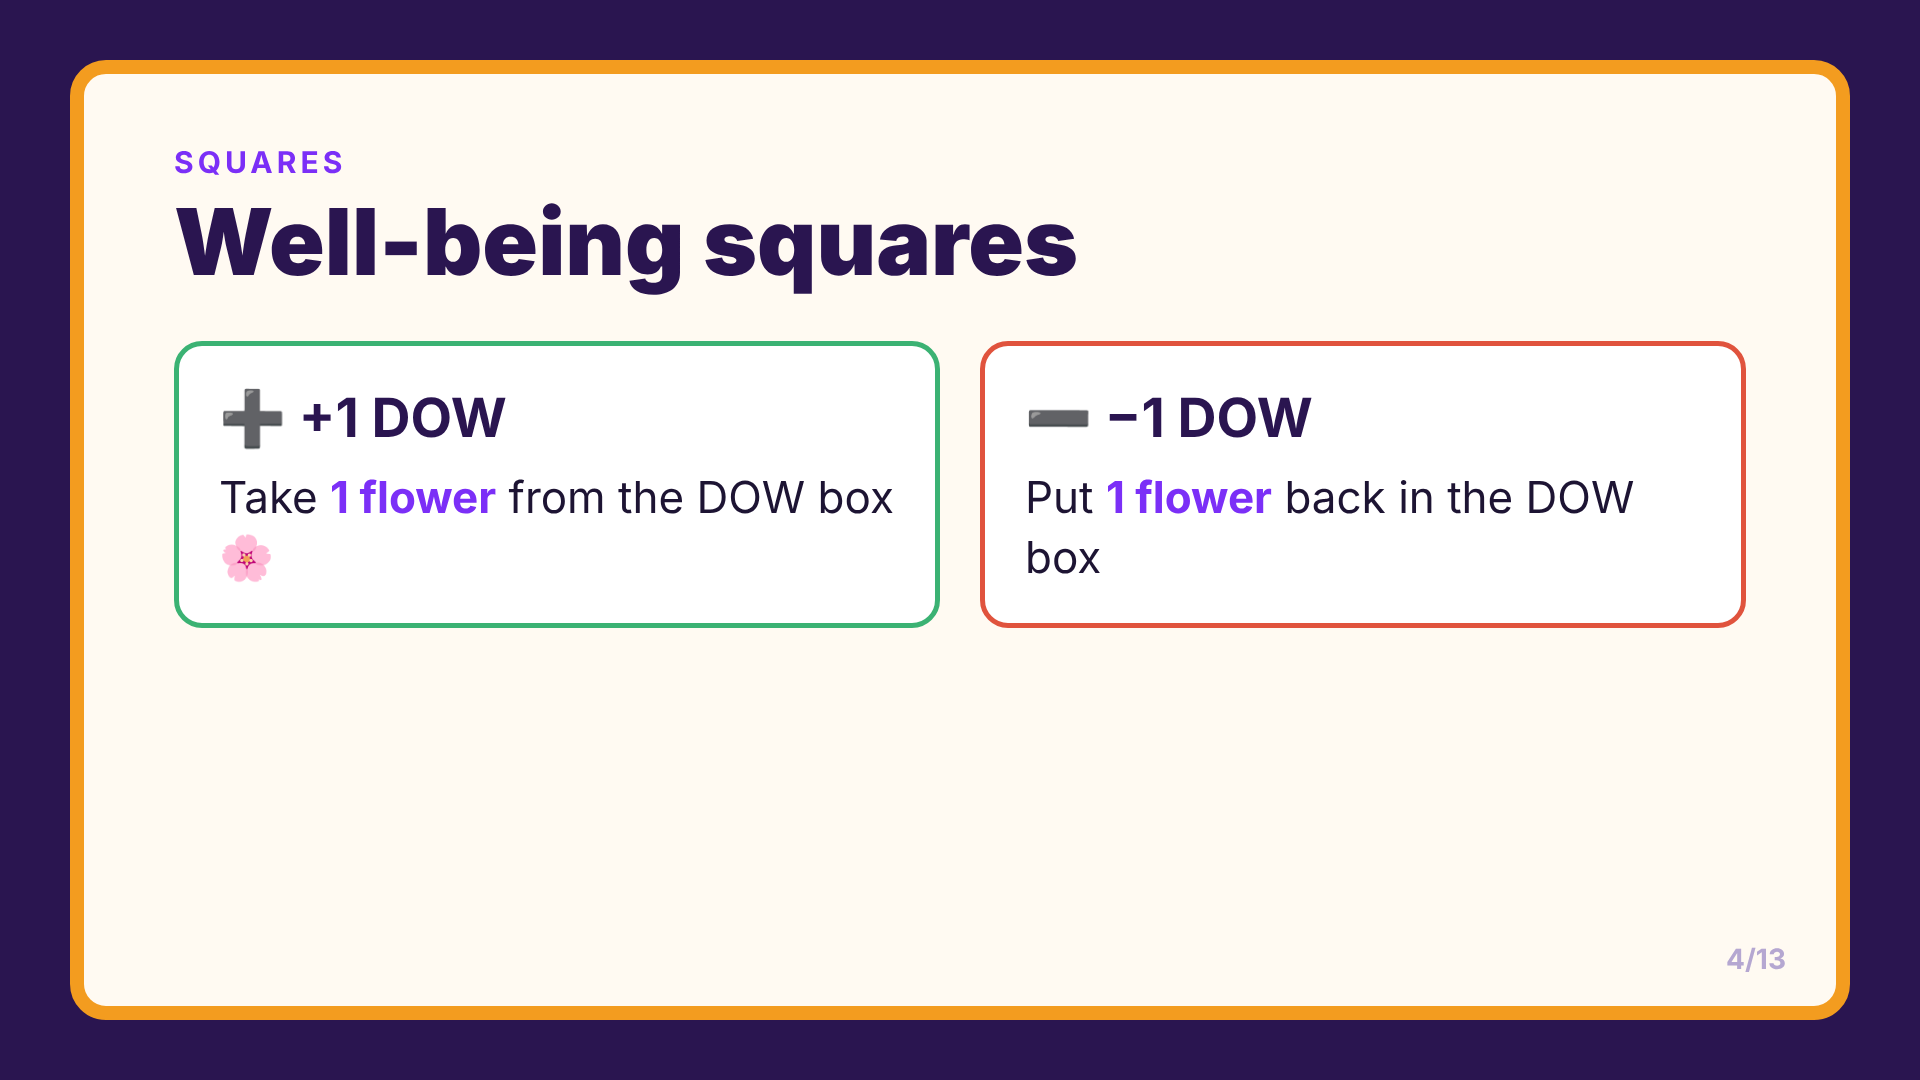 SQUARES
Well-being squares
➕ +1 DOW
Take 1 flower from the DOW box
🌸
➖ −1 DOW
Put 1 flower back in the DOW
box
4/13